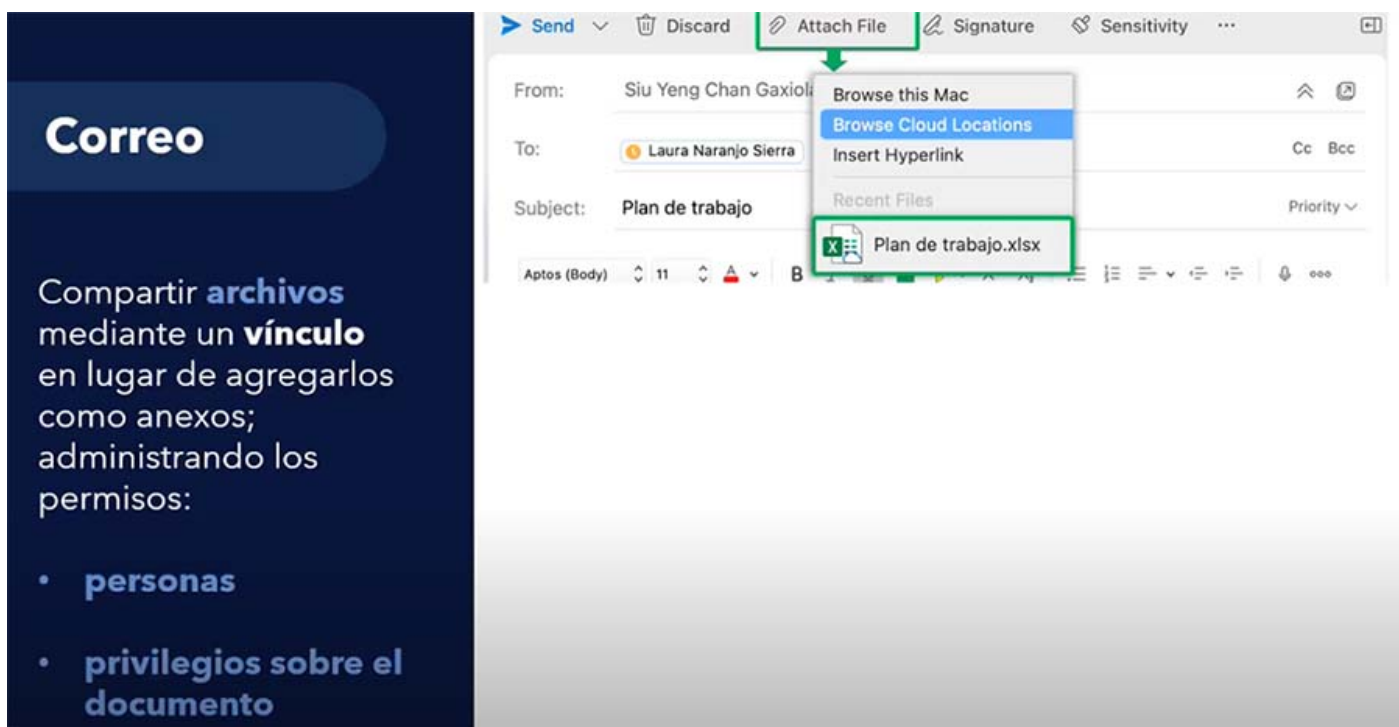 Correo
Compartir archivos
mediante un vínculo
en lugar de agregarlos
como anexos;
administrando los
permisos:
• personas
• privilegios sobre el
documento
Send Discard Attach File Signature Sensitivity ...
From: Siu Yeng Chan Gaxiola
To: Laura Naranjo Sierra Cc Bcc
Subject: Plan de trabajo Priority
Browse this Mac
Browse Cloud Locations
Insert Hyperlink
Recent Files
Plan de trabajo.xlsx
Aptos (Body) 11 A B